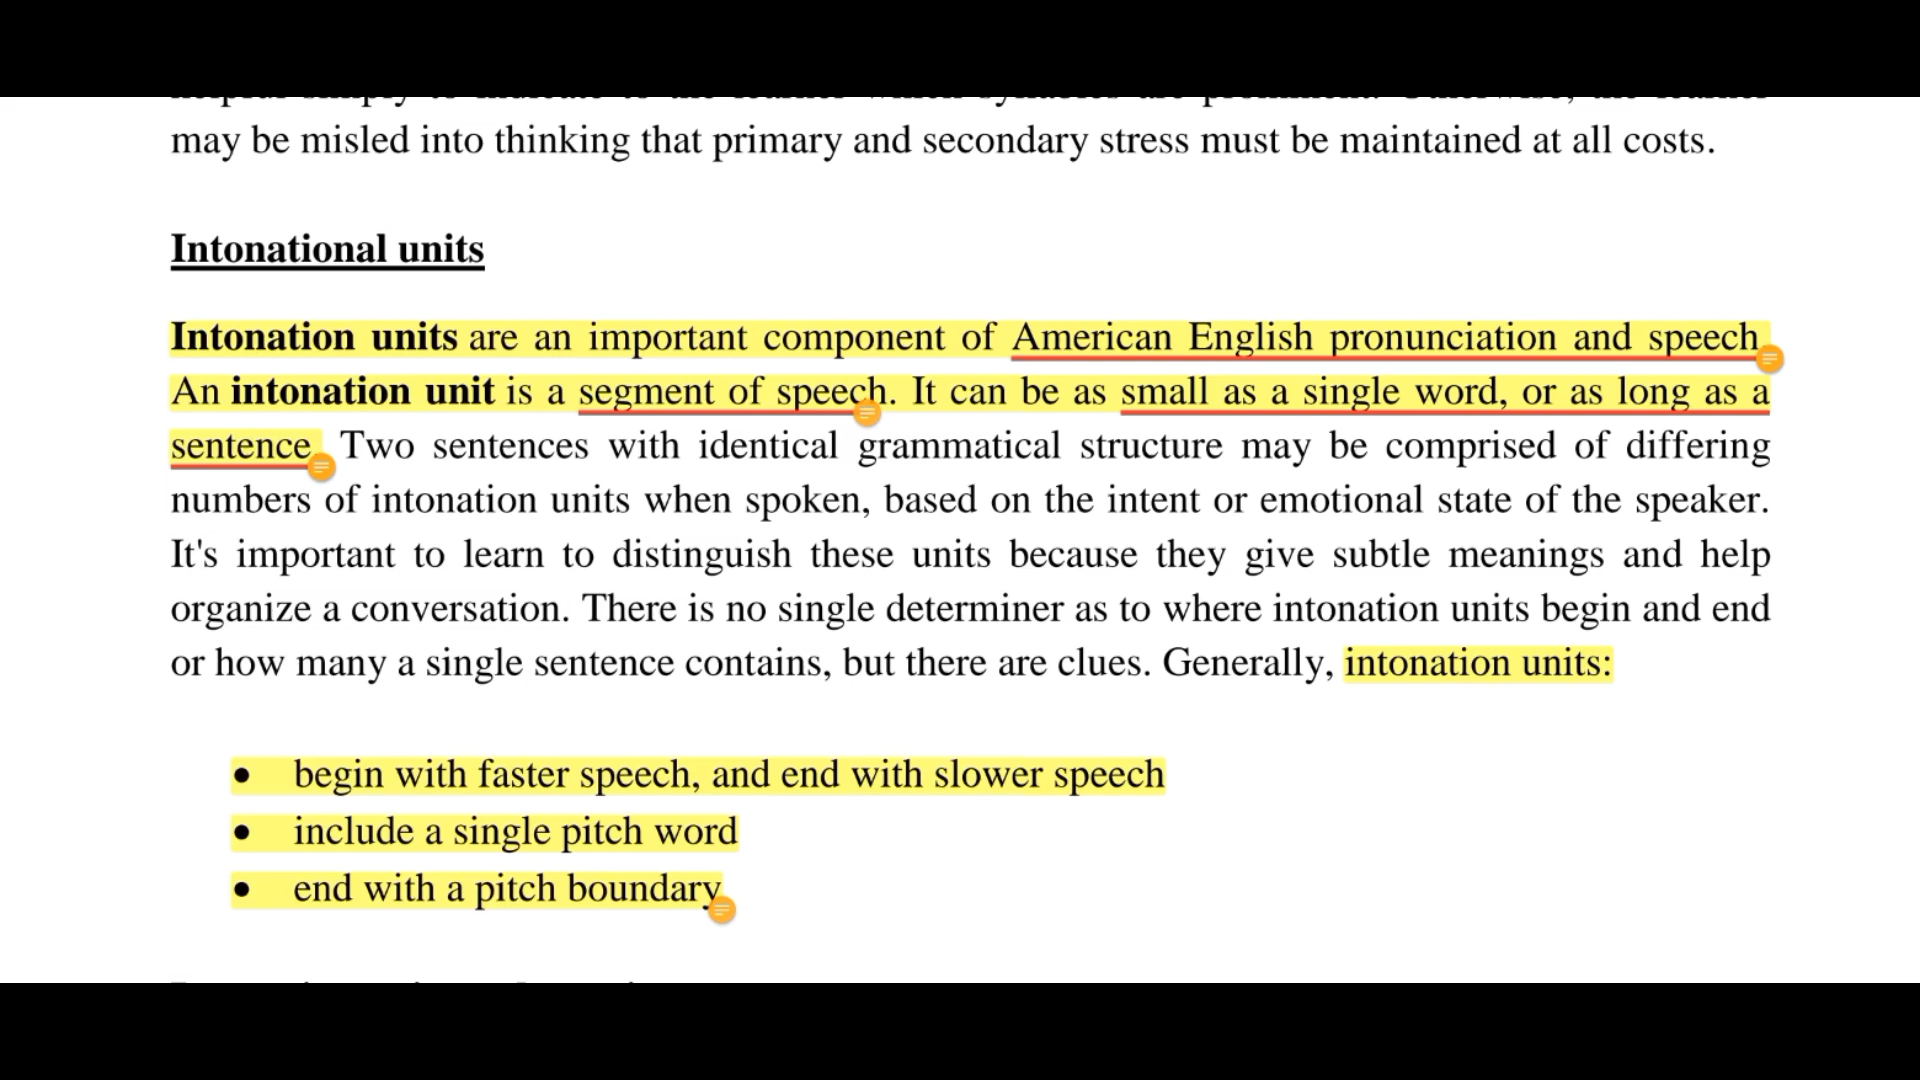 may be misled into thinking that primary and secondary stress must be maintained at all costs.
Intonational units
Intonation units are an important component of American English pronunciation and speech.
An intonation unit is a segment of speech. It can be as small as a single word, or as long as a
sentence. Two sentences with identical grammatical structure may be comprised of differing
numbers of intonation units when spoken, based on the intent or emotional state of the speaker.
It's important to learn to distinguish these units because they give subtle meanings and help
organize a conversation. There is no single determiner as to where intonation units begin and end
or how many a single sentence contains, but there are clues. Generally, intonation units:
• begin with faster speech, and end with slower speech
• include a single pitch word
• end with a pitch boundary